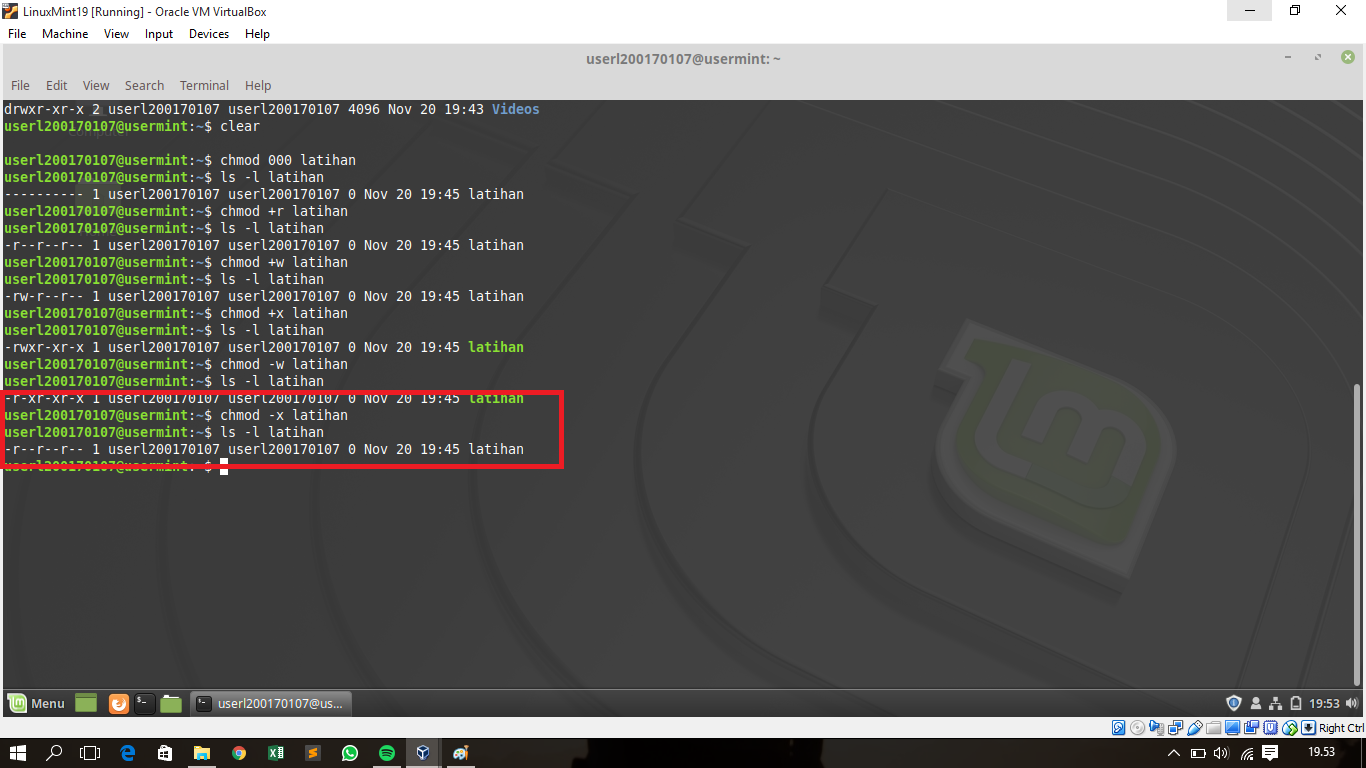 LinuxMint19 [Running] - Oracle VM VirtualBox
File Machine View Input Devices Help
userl200170107@usermint: ~
File Edit View Search Terminal Help
drwxr-xr-x 2 userl200170107 userl200170107 4096 Nov 20 19:43 Videos
userl200170107@usermint:~$ clear
userl200170107@usermint:~$ chmod 000 latihan
userl200170107@usermint:~$ ls -l latihan
---------- 1 userl200170107 userl200170107 0 Nov 20 19:45 latihan
userl200170107@usermint:~$ chmod +r latihan
userl200170107@usermint:~$ ls -l latihan
-r--r--r-- 1 userl200170107 userl200170107 0 Nov 20 19:45 latihan
userl200170107@usermint:~$ chmod +w latihan
userl200170107@usermint:~$ ls -l latihan
-rw-r--r-- 1 userl200170107 userl200170107 0 Nov 20 19:45 latihan
userl200170107@usermint:~$ chmod +x latihan
userl200170107@usermint:~$ ls -l latihan
-rwxr-xr-x 1 userl200170107 userl200170107 0 Nov 20 19:45 latihan
userl200170107@usermint:~$ chmod -w latihan
userl200170107@usermint:~$ ls -l latihan
-r-xr-xr-x 1 userl200170107 userl200170107 0 Nov 20 19:45 latihan
userl200170107@usermint:~$ chmod -x latihan
userl200170107@usermint:~$ ls -l latihan
-r--r--r-- 1 userl200170107 userl200170107 0 Nov 20 19:45 latihan
userl200170107@usermint:~$
Menu
userl200170107@us...
19:53
Right Ctrl
19.53